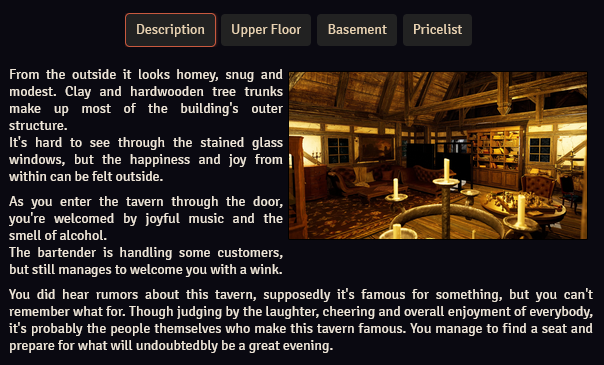 Description
Upper Floor
Basement
Pricelist
From the outside it looks homey, snug and
modest. Clay and hardwooden tree trunks
make up most of the building's outer
structure.
It's hard to see through the stained glass
windows, but the happiness and joy from
within can be felt outside.
As you enter the tavern through the door,
you're welcomed by joyful music and the
smell of alcohol.
The bartender is handling some customers,
but still manages to welcome you with a wink.
You did hear rumors about this tavern, supposedly it's famous for something, but you can't
remember what for. Though judging by the laughter, cheering and overall enjoyment of everybody,
it's probably the people themselves who make this tavern famous. You manage to find a seat and
prepare for what will undoubtedbly be a great evening.